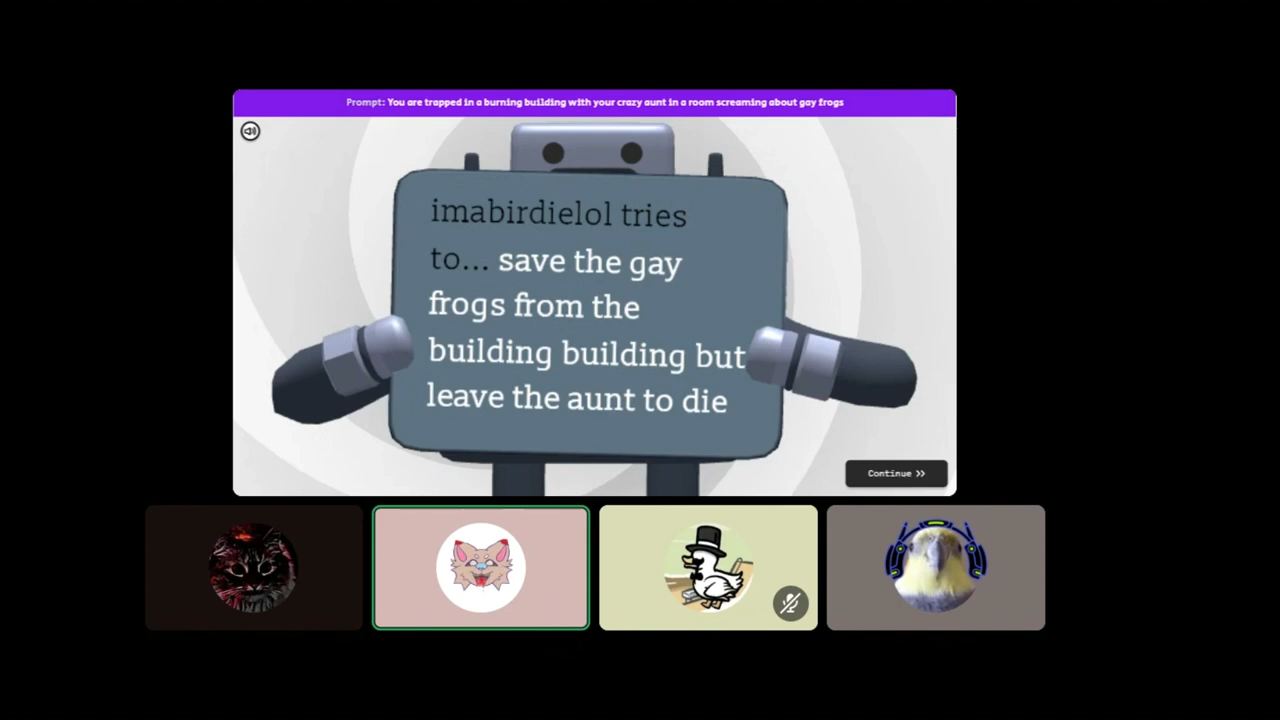 Prompt: You are trapped in a burning building with your crazy aunt in a room screaming about gay frogs
imabirdielol tries
to... save the gay
frogs from the
building building but
leave the aunt to die
Continue >>